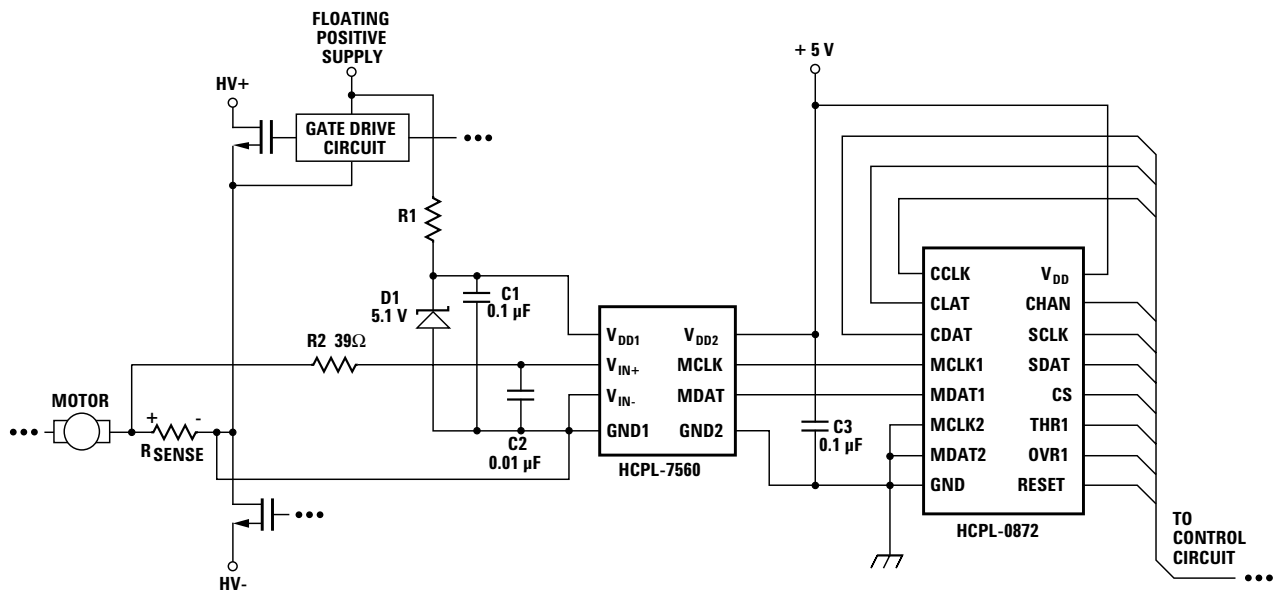 FLOATING
POSITIVE
SUPPLY
+ 5 V
HV+
GATE DRIVE
CIRCUIT
•••
R1
D1
5.1 V
C1
0.1 µF
R2 39Ω
MOTOR
•••
+ -
R SENSE
C2
0.01 µF
VDD1
VIN+
VIN-
GND1
VDD2
MCLK
MDAT
GND2
HCPL-7560
C3
0.1 µF
CCLK
CLAT
CDAT
MCLK1
MDAT1
MCLK2
MDAT2
GND
VDD
CHAN
SCLK
SDAT
CS
THR1
OVR1
RESET
HCPL-0872
•••
HV-
TO
CONTROL
CIRCUIT
•••